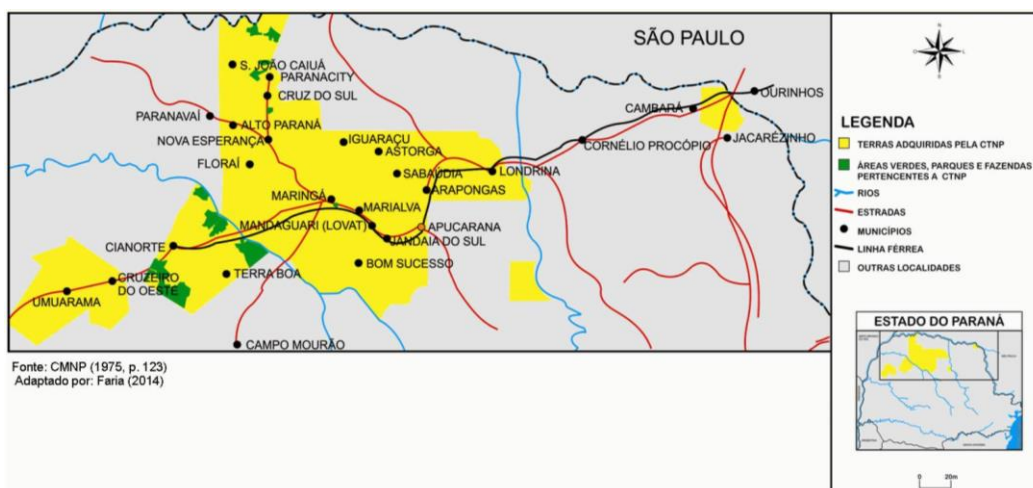 SÃO PAULO
S. JOÃO CAIUÁ
PARANACITY
CRUZ DO SUL
PARANAVAÍ
ALTO PARANÁ
NOVA ESPERANÇA
IGUARAÇU
ASTORGA
FLORAÍ
SABAUDIA
LONDRINA
ARAPONGAS
MARINGÁ
MARIALVA
MANDAGUARI (LOVAT)
APUCARANA
JANDAIA DO SUL
CIANORTE
BOM SUCESSO
TERRA BOA
CRUZEIRO
DO OESTE
UMUARAMA
CAMPO MOURÃO
OURINHOS
CAMBARÁ
CORNÉLIO PROCÓPIO
JACARÉZINHO
LEGENDA
TERRAS ADQUIRIDAS PELA CTNP
ÁREAS VERDES, PARQUES E FAZENDAS
PERTENCENTES A CTNP
RIOS
ESTRADAS
MUNICÍPIOS
LINHA FÉRREA
OUTRAS LOCALIDADES
ESTADO DO PARANÁ
0 20m
Fonte: CMNP (1975, p. 123)
Adaptado por: Faria (2014)